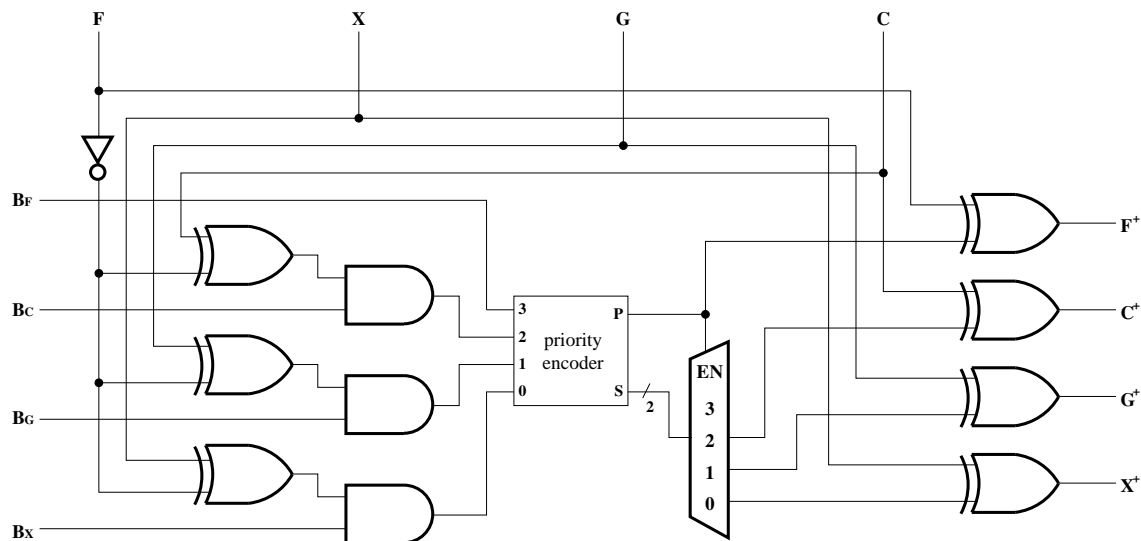 F X G C
BF
F+
BC
3
P
C+
2
priority
1
encoder
EN
0
S
2
3
G+
BG
2
1
0
X+
BX